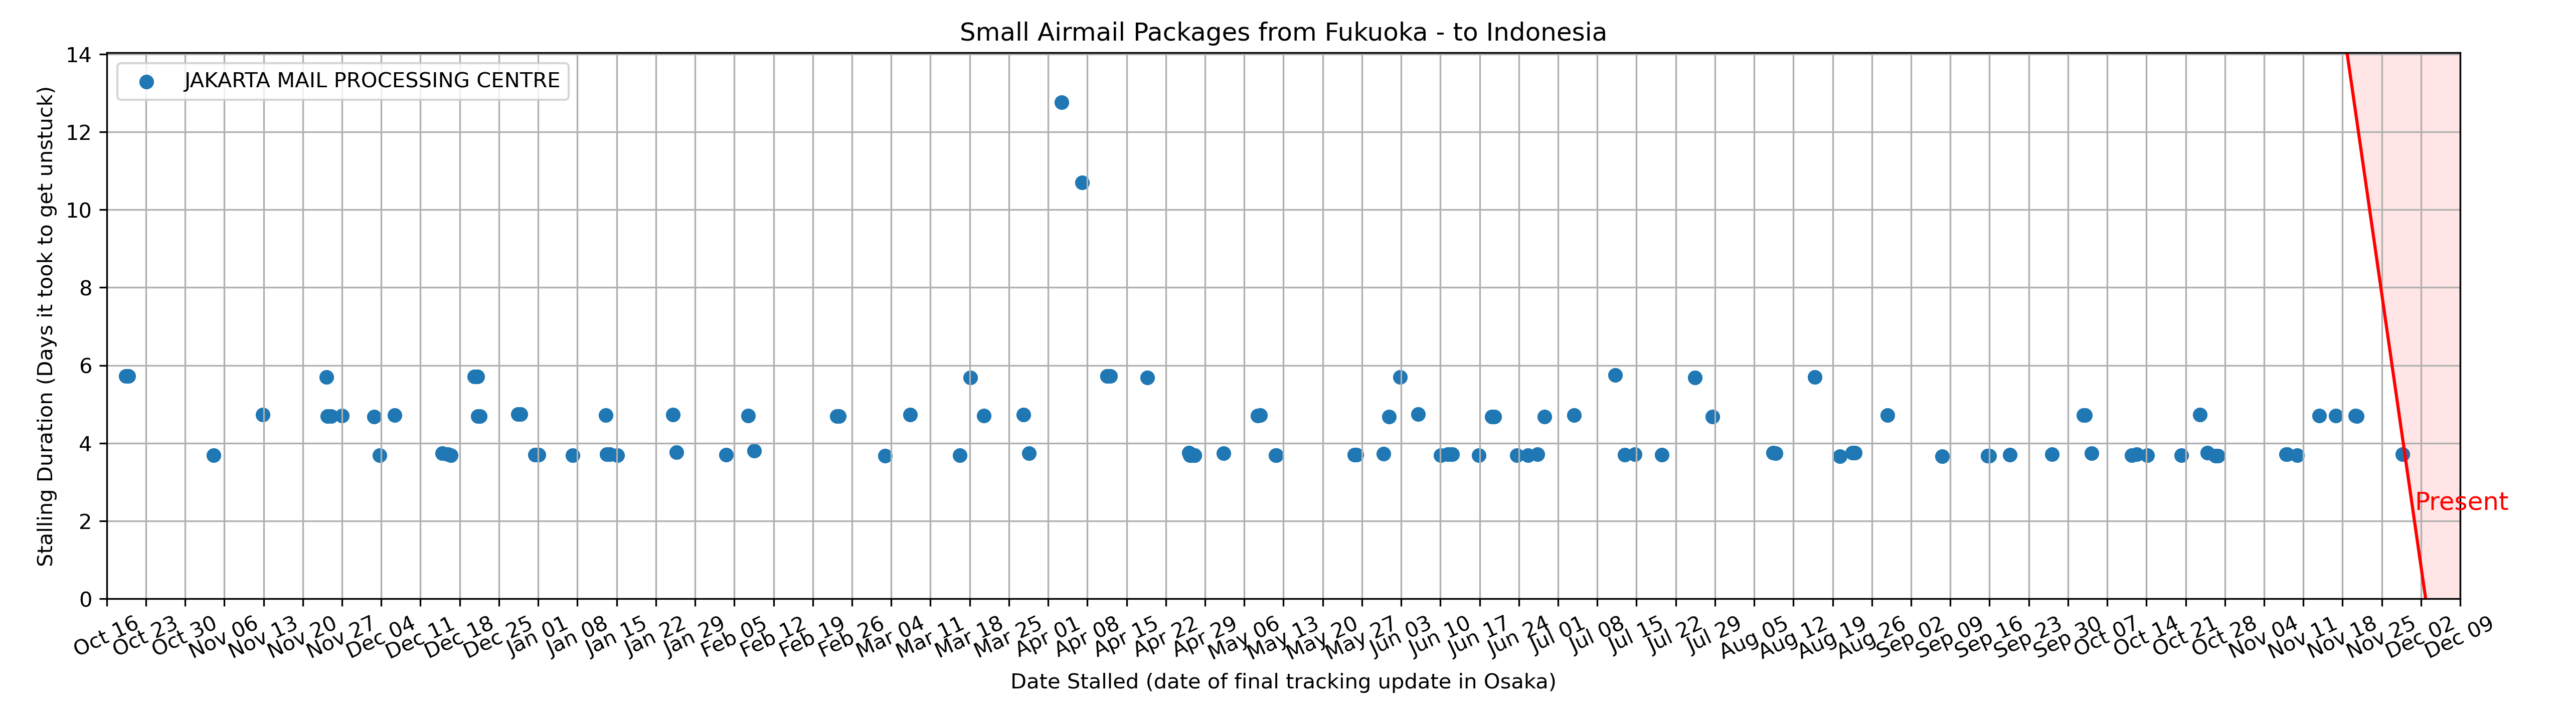 Small Airmail Packages from Fukuoka - to Indonesia
JAKARTA MAIL PROCESSING CENTRE
Stalling Duration (Days it took to get unstuck)
14
12
10
8
6
4
2
0
Present
Oct 16 Oct 23 Oct 30 Nov 06 Nov 13 Nov 20 Nov 27 Dec 04 Dec 11 Dec 18 Dec 25 Jan 01 Jan 08 Jan 15 Jan 22 Jan 29 Feb 05 Feb 12 Feb 19 Feb 26 Mar 04 Mar 11 Mar 18 Mar 25 Apr 01 Apr 08 Apr 15 Apr 22 Apr 29 May 06 May 13 May 20 May 27 Jun 03 Jun 10 Jun 17 Jun 24 Jul 01 Jul 08 Jul 15 Jul 22 Jul 29 Aug 05 Aug 12 Aug 19 Aug 26 Sep 02 Sep 09 Sep 16 Sep 23 Sep 30 Oct 07 Oct 14 Oct 21 Oct 28 Nov 04 Nov 11 Nov 18 Nov 25 Dec 02 Dec 09
Date Stalled (date of final tracking update in Osaka)